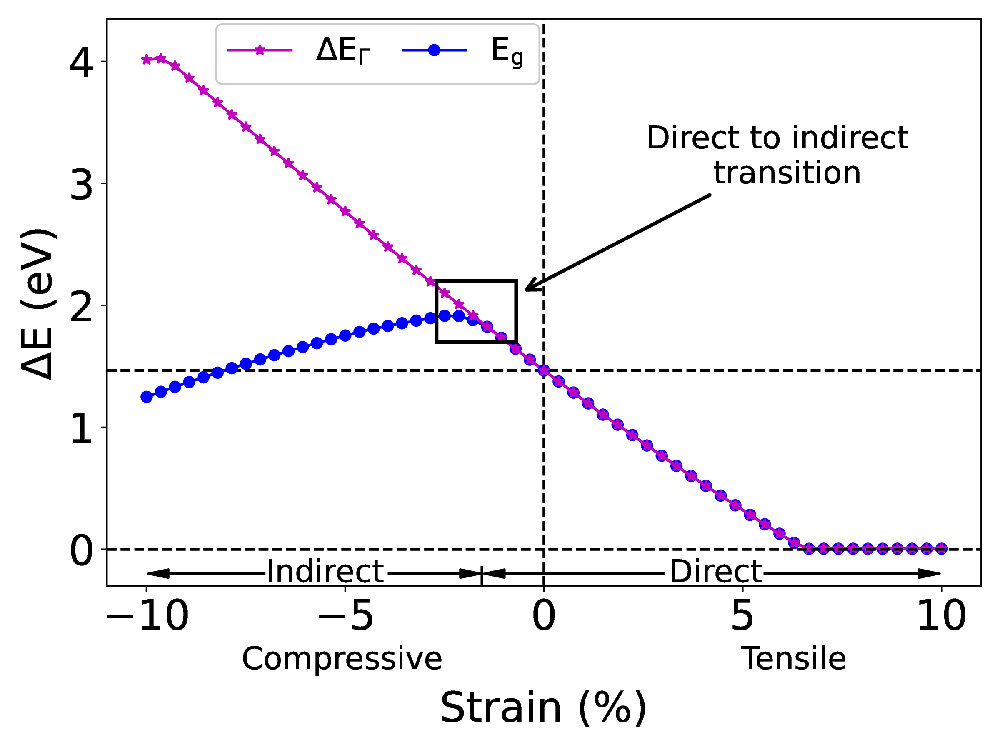 ΔE_Γ E_g
Direct to indirect
transition
ΔE (eV)
4
3
2
1
0
Indirect Direct
−10 −5 0 5 10
Compressive Tensile
Strain (%)